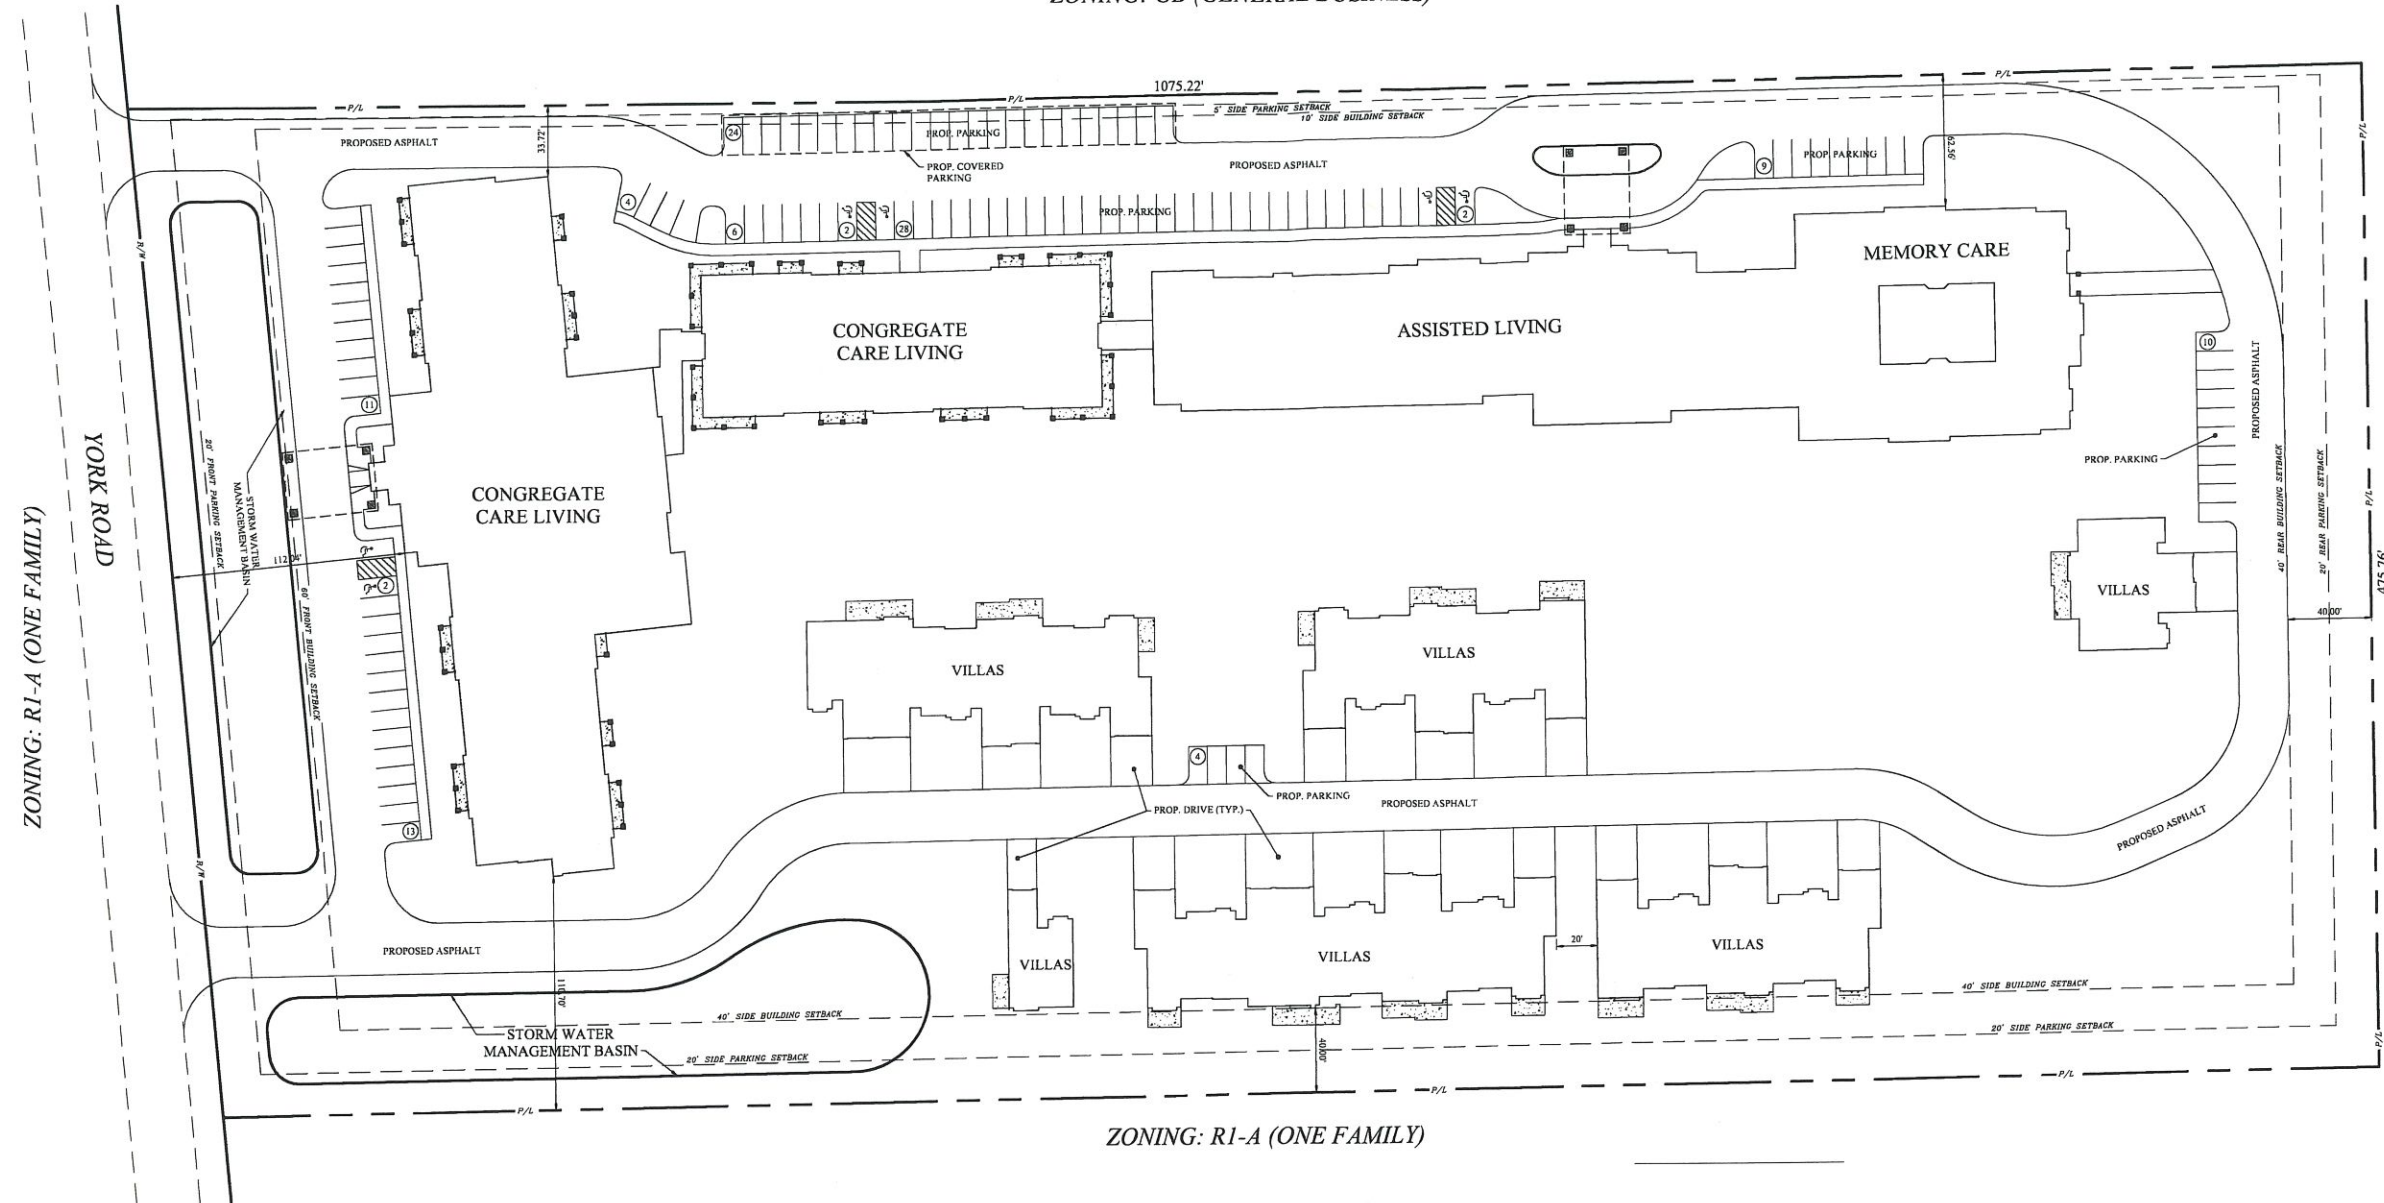 1075.22'
P/L
P/L
P/L
5' SIDE PARKING SETBACK
10' SIDE BUILDING SETBACK
24
PROP. PARKING
PROPOSED ASPHALT
33.72'
PROP. COVERED
PARKING
PROPOSED ASPHALT
9
PROP. PARKING
62.56'
P/L
4
6
2
28
PROP. PARKING
2
R/W
MEMORY CARE
CONGREGATE
CARE LIVING
ASSISTED LIVING
10
PROPOSED ASPHALT
11
PROP. PARKING
40' REAR BUILDING SETBACK
20' REAR PARKING SETBACK
P/L
YORK ROAD
20' FRONT PARKING SETBACK
STORM WATER
MANAGEMENT BASIN
CONGREGATE
CARE LIVING
112.04'
2
60' FRONT BUILDING SETBACK
ZONING: R1-A (ONE FAMILY)
VILLAS
475.76'
40.00'
VILLAS
VILLAS
4
PROP. PARKING
PROP. DRIVE (TYP.)
PROPOSED ASPHALT
13
PROPOSED ASPHALT
R/W
PROPOSED ASPHALT
VILLAS
VILLAS
20'
VILLAS
110.70'
40' SIDE BUILDING SETBACK
40' SIDE BUILDING SETBACK
STORM WATER
MANAGEMENT BASIN
20' SIDE PARKING SETBACK
20' SIDE PARKING SETBACK
40.00'
P/L
P/L
P/L
P/L
ZONING: R1-A (ONE FAMILY)